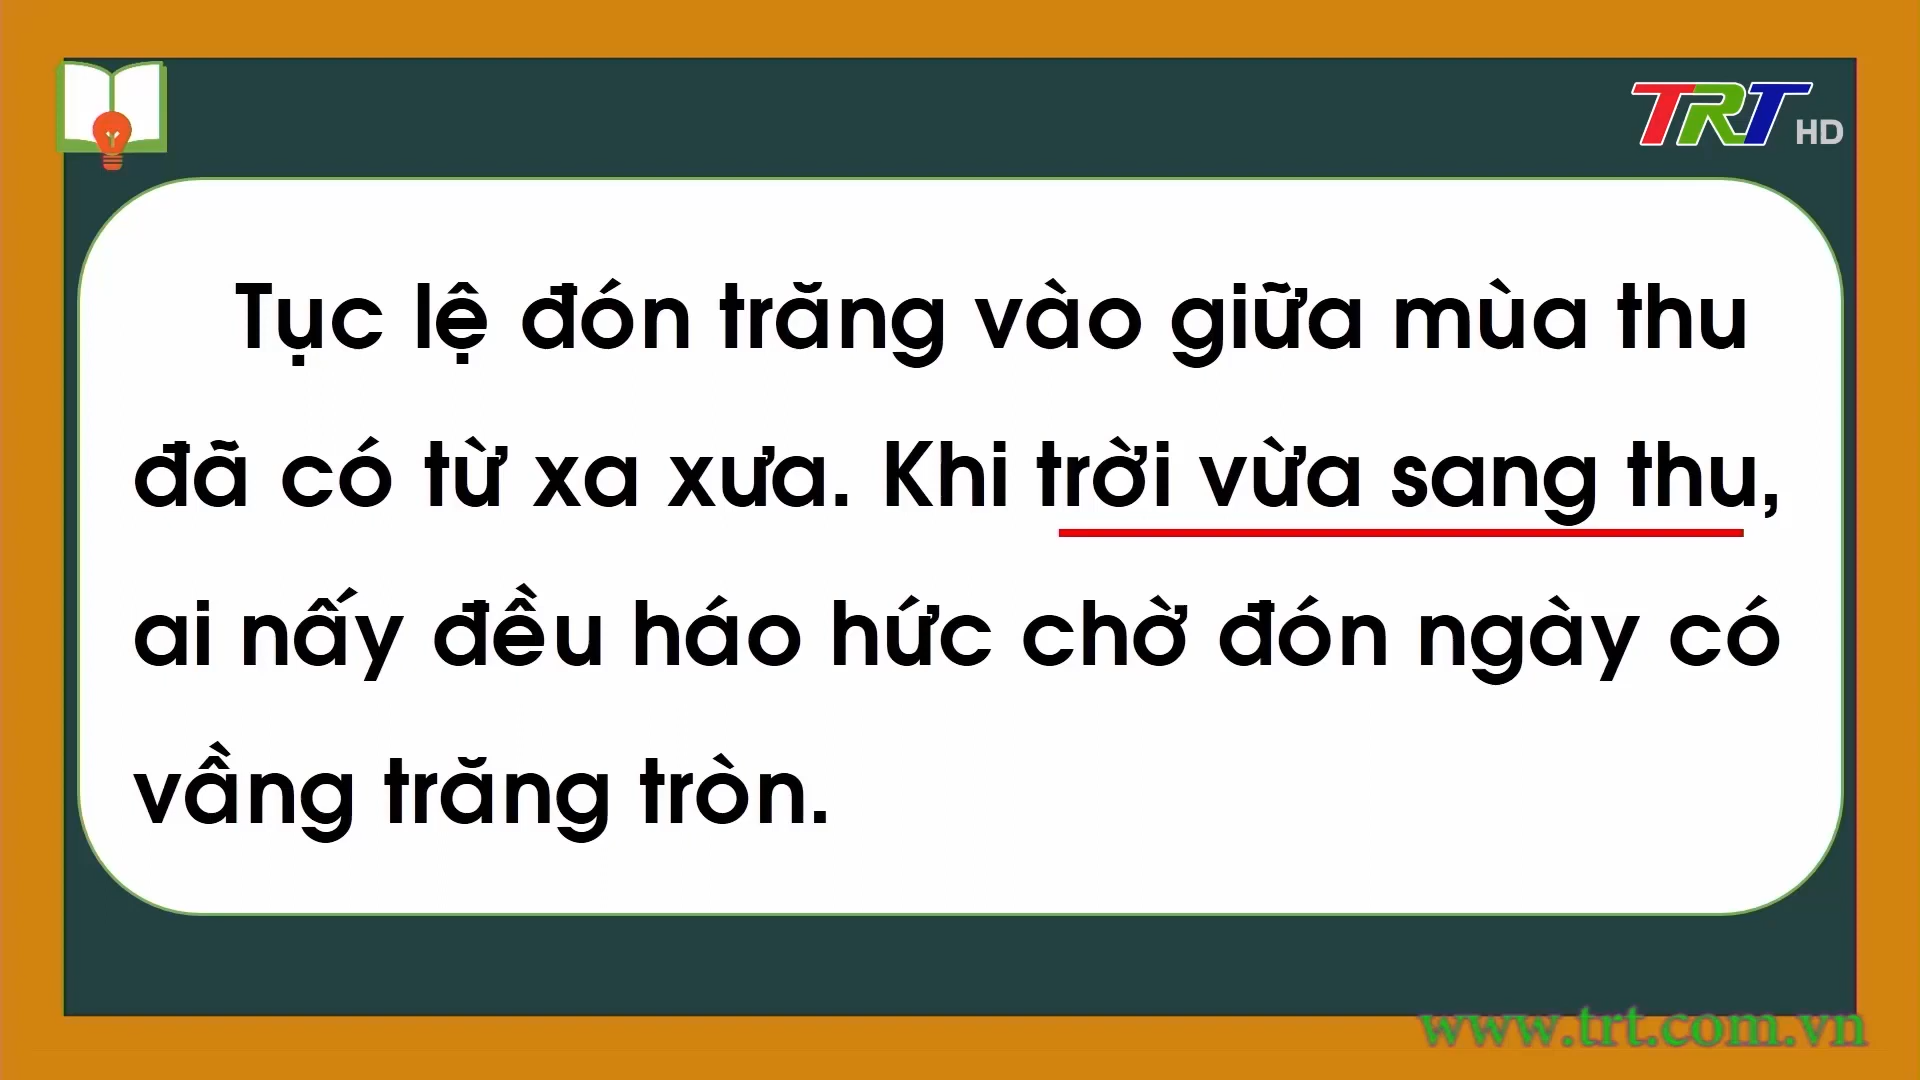 TRT HD
Tục lệ đón trăng vào giữa mùa thu
đã có từ xa xưa. Khi trời vừa sang thu,
ai nấy đều háo hức chờ đón ngày có
vầng trăng tròn.
www.trt.com.vn